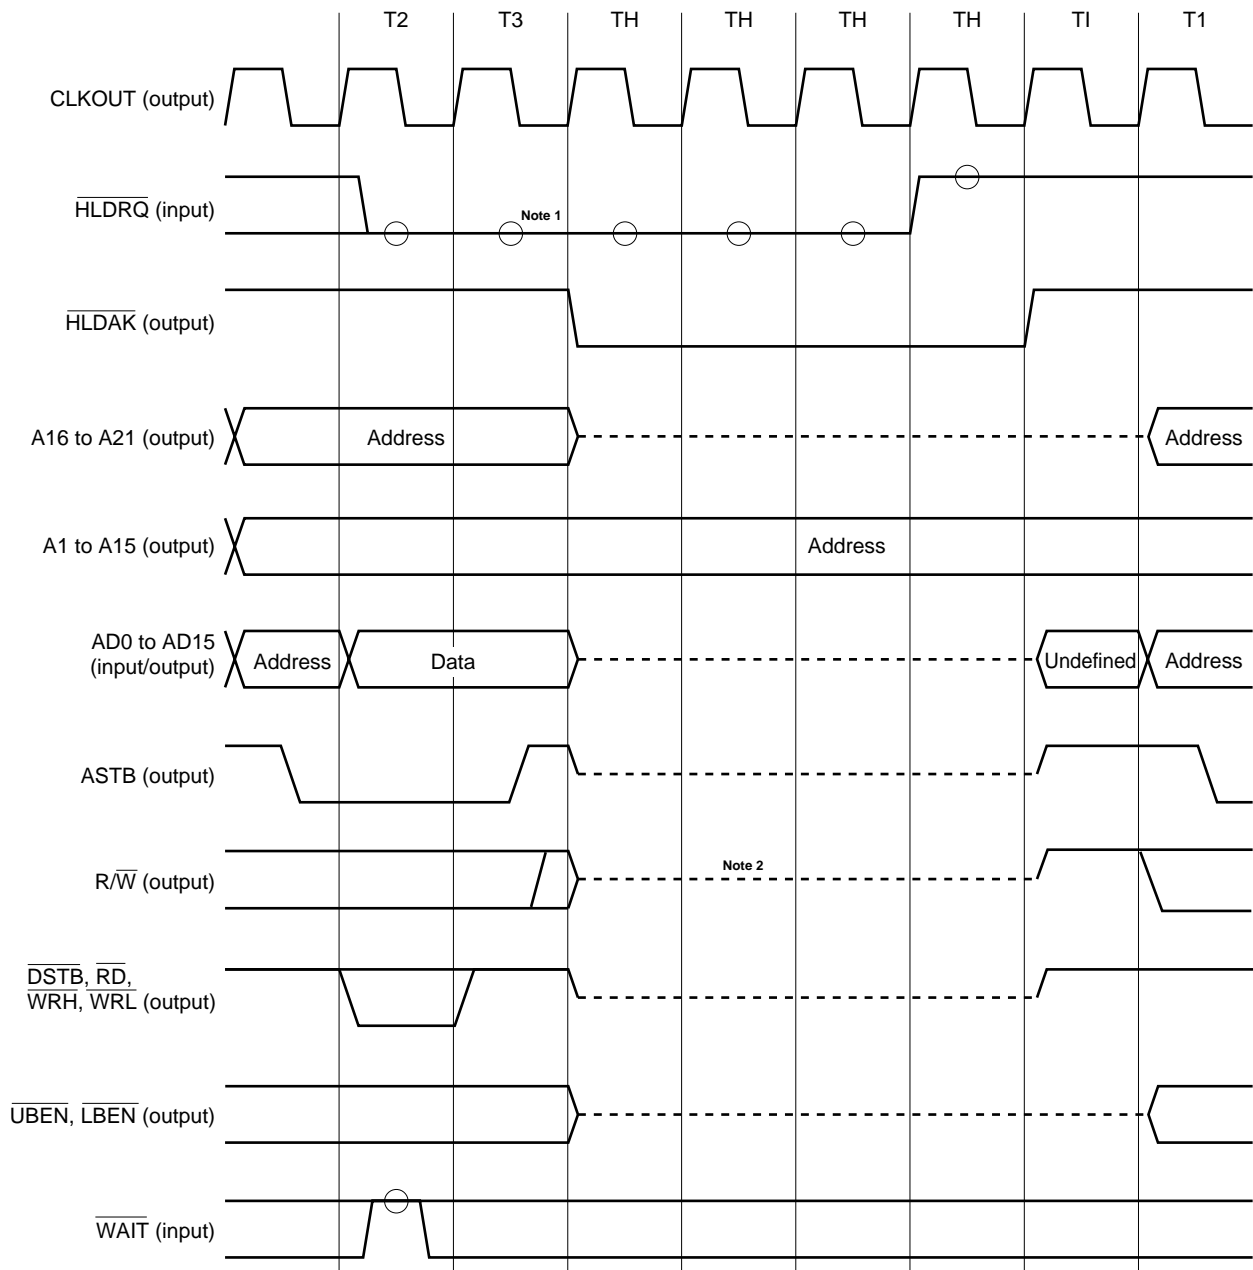 T2 T3 TH TH TH TH TI T1
CLKOUT (output)
HLDRQ (input)
Note 1
HLDAK (output)
A16 to A21 (output)
Address
Address
A1 to A15 (output)
Address
AD0 to AD15
(input/output)
Address
Data
Undefined
Address
ASTB (output)
R/W (output)
Note 2
DSTB, RD,
WRH, WRL (output)
UBEN, LBEN (output)
WAIT (input)